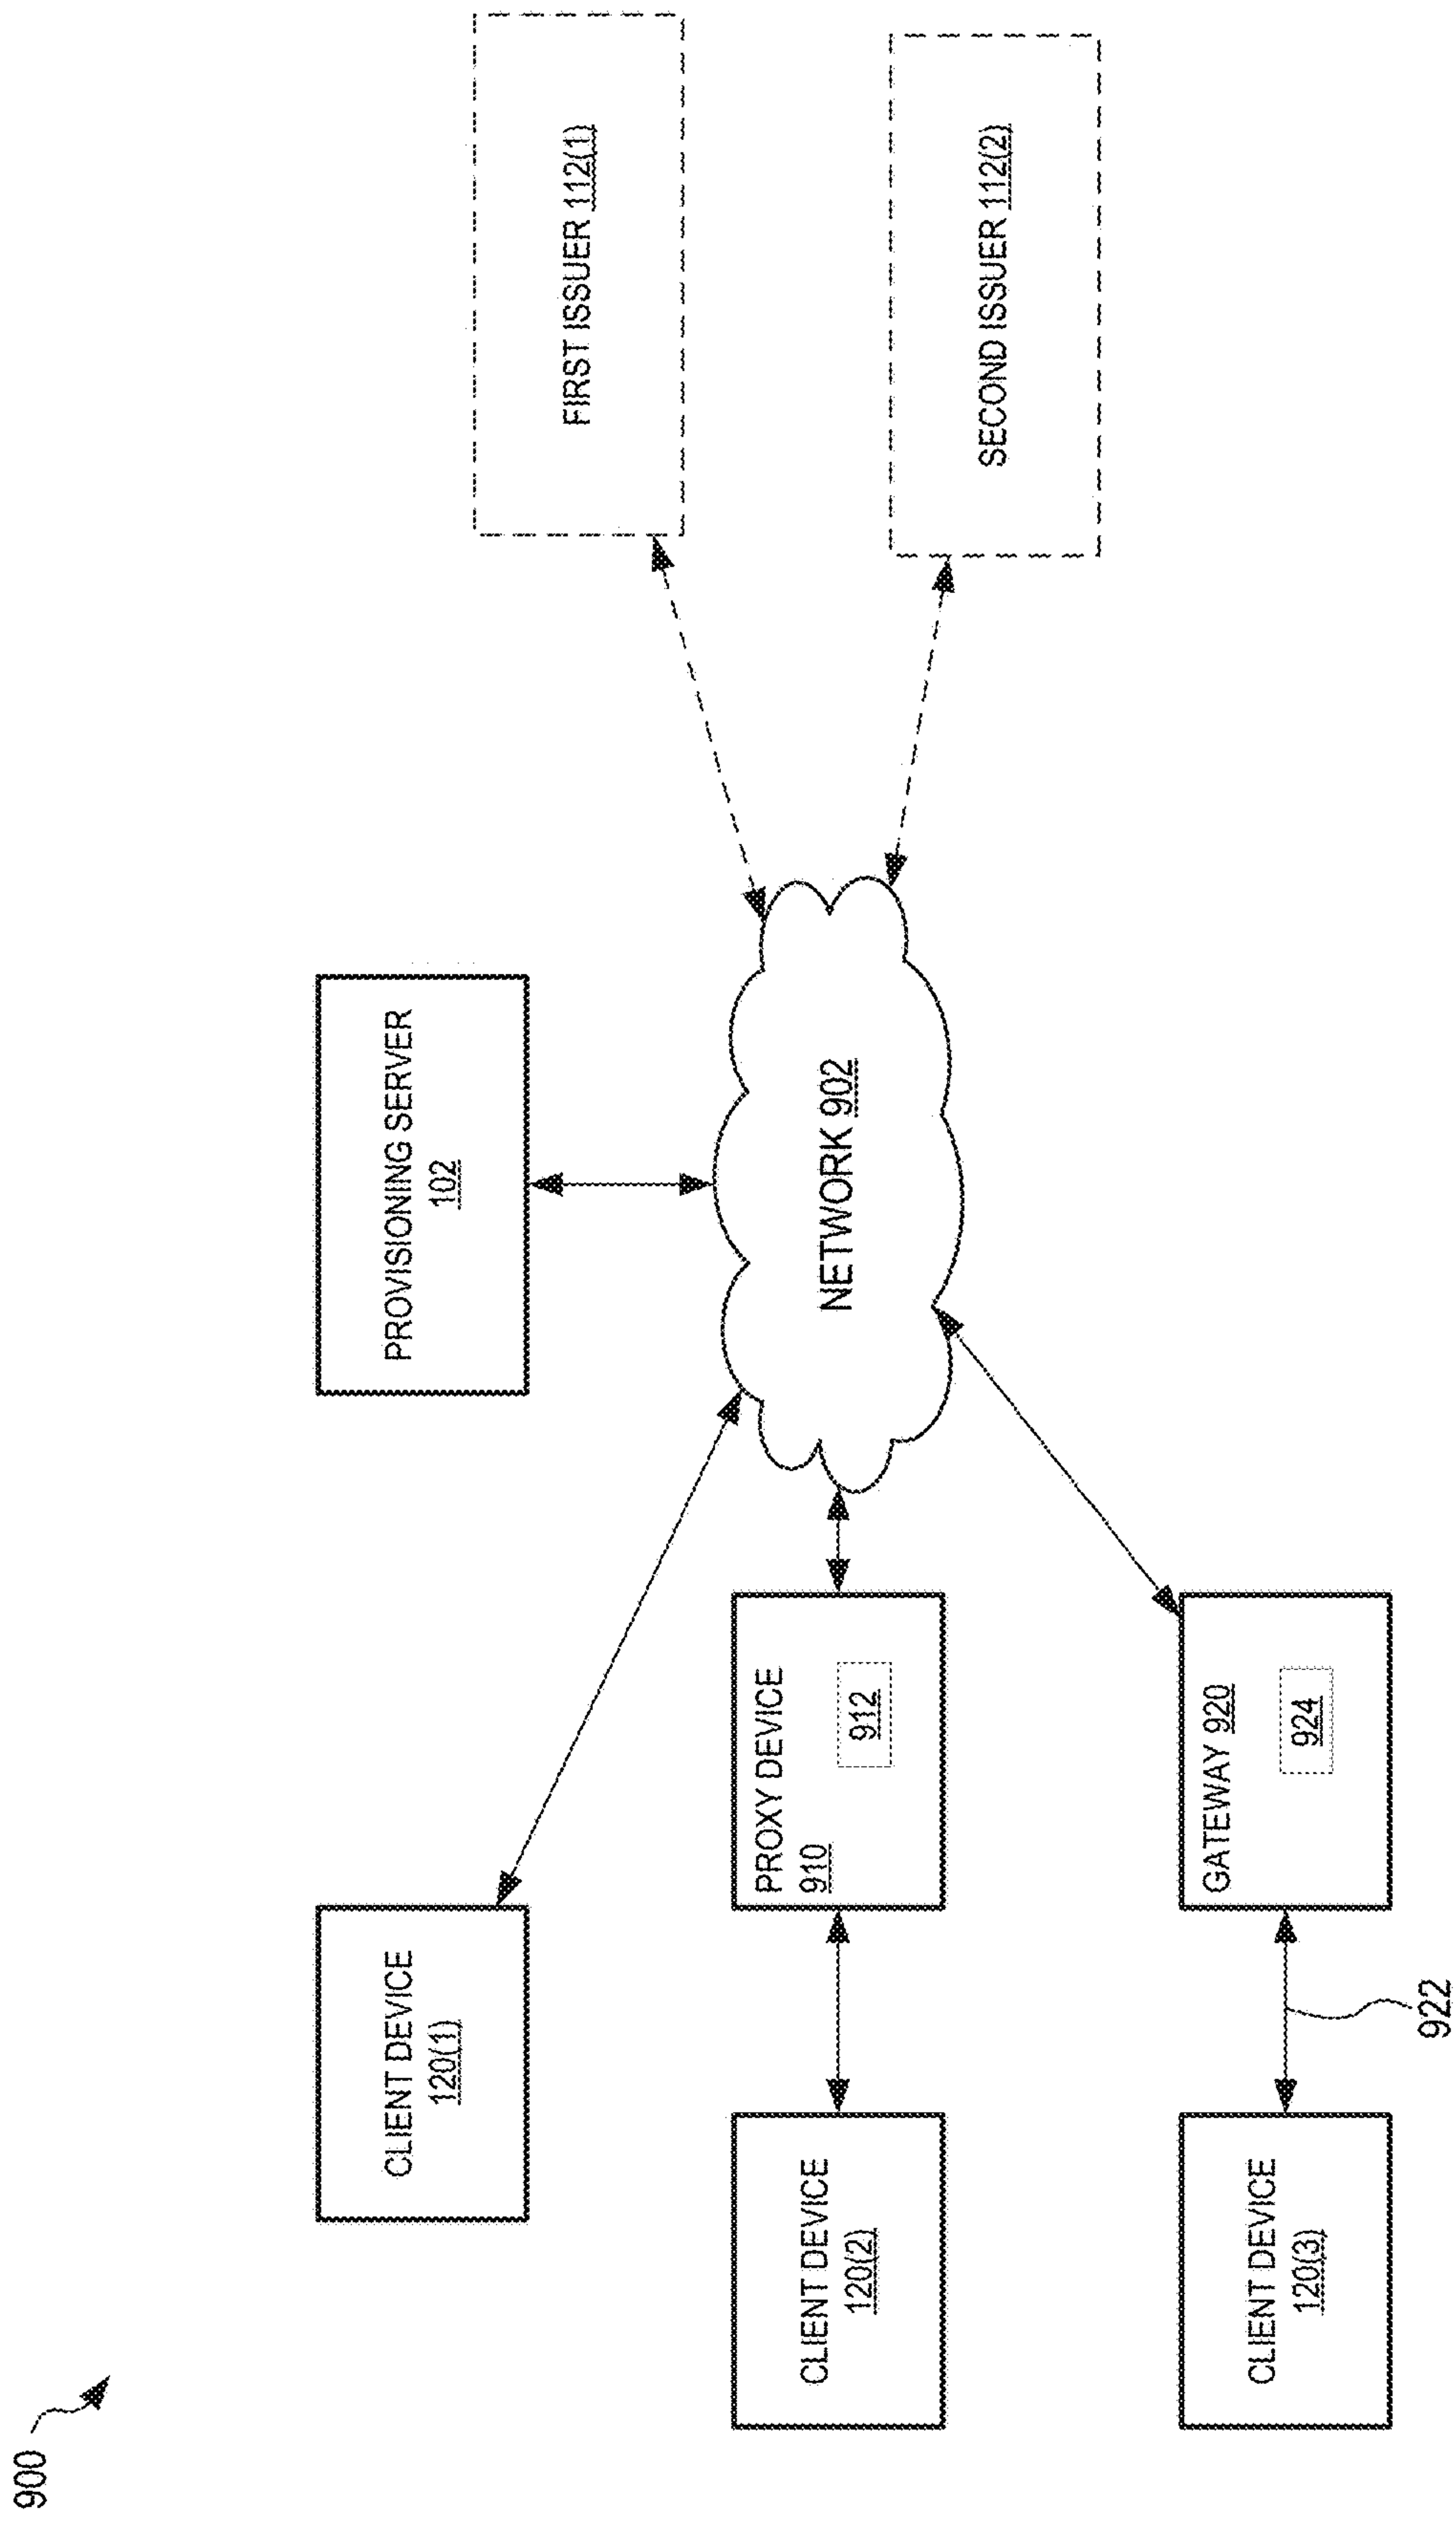 900
PROVISIONING SERVER
102
FIRST ISSUER 112(1)
CLIENT DEVICE
120(1)
NETWORK 902
SECOND ISSUER 112(2)
CLIENT DEVICE
120(2)
PROXY DEVICE
910
912
CLIENT DEVICE
120(3)
GATEWAY 920
924
922